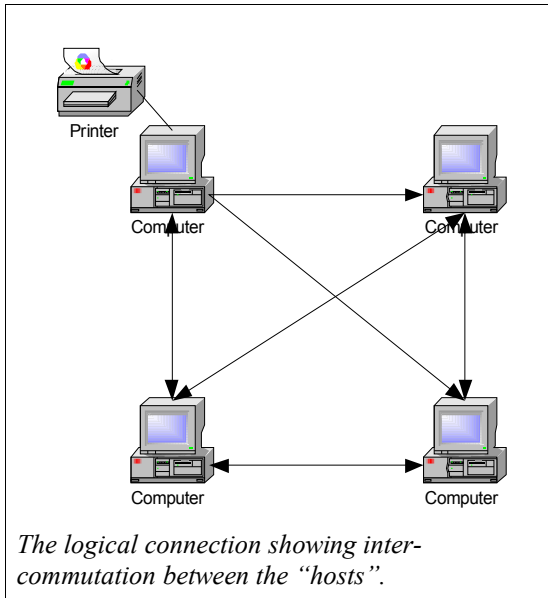 Printer
Computer
Computer
Computer
Computer
The logical connection showing inter-
commutation between the “hosts”.